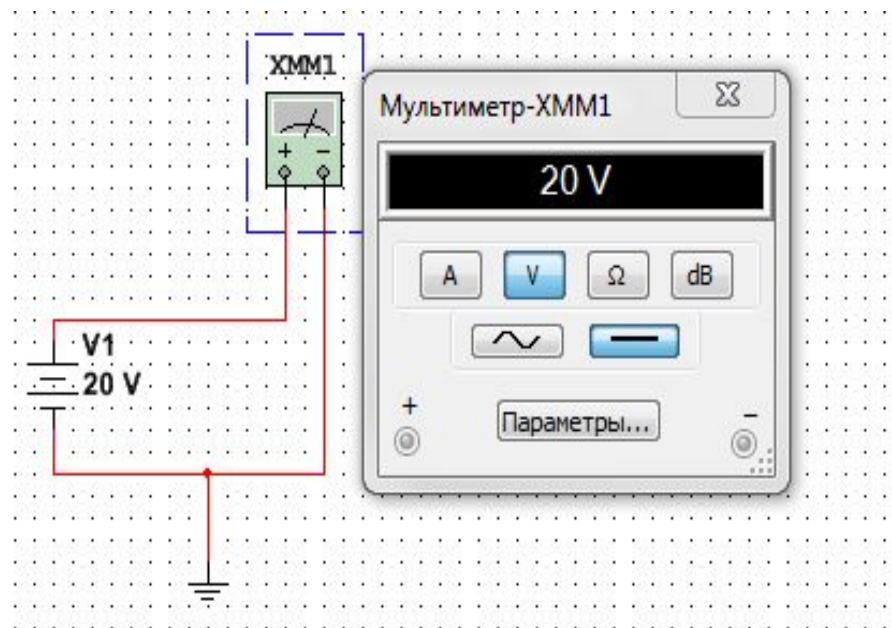 XMM1
Мультиметр-XMM1
20 V
+ −
A V Ω dB
V1
20 V
+ −
Параметры...